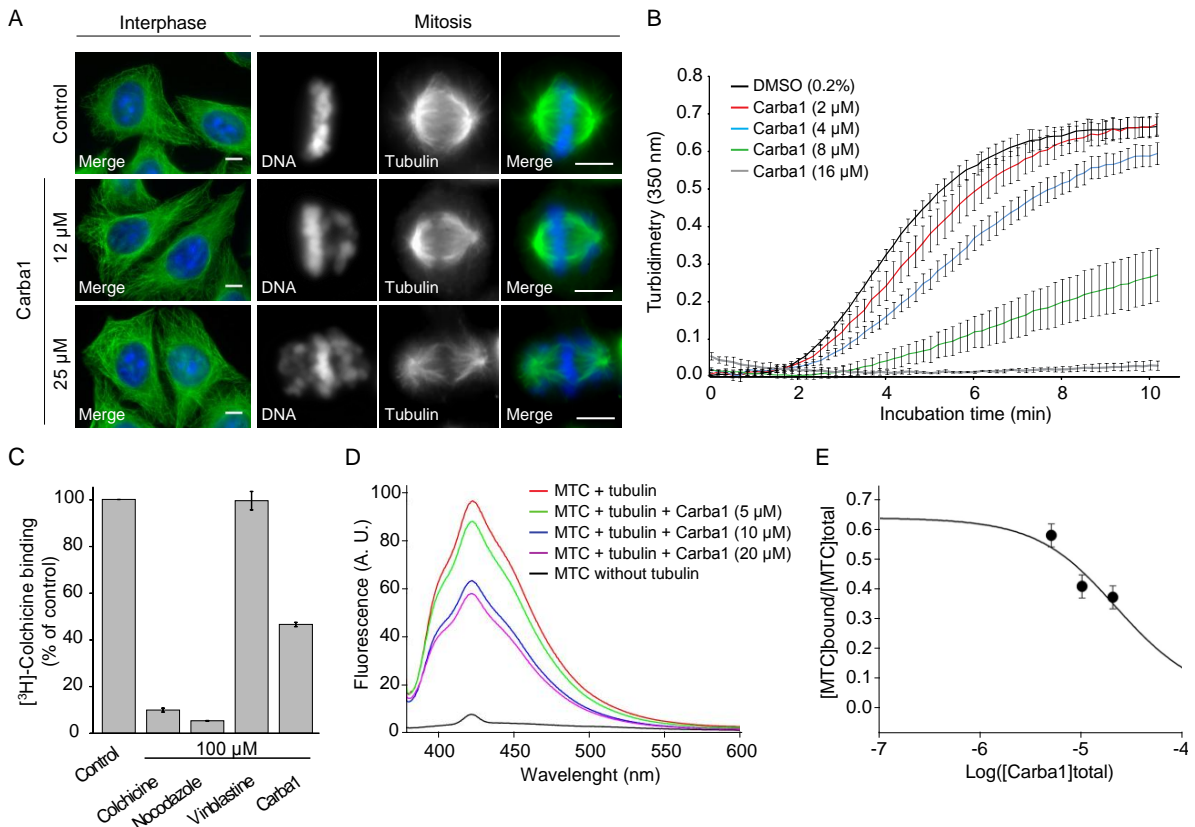 A
Interphase
Mitosis
Control
Merge
DNA
Tubulin
Merge
Carba1
12 µM
Merge
DNA
Tubulin
Merge
25 µM
Merge
DNA
Tubulin
Merge
B
Turbidimetry (350 nm)
0.8
0.7
0.6
0.5
0.4
0.3
0.2
0.1
0.0
DMSO (0.2%)
Carba1 (2 µM)
Carba1 (4 µM)
Carba1 (8 µM)
Carba1 (16 µM)
0 2 4 6 8 10
Incubation time (min)
C
[³H]-Colchicine binding
(% of control)
100
80
60
40
20
0
Control
Colchicine
Nocodazole
Vinblastine
Carba1
100 µM
D
Fluorescence (A. U.)
100
80
60
40
20
0
MTC + tubulin
MTC + tubulin + Carba1 (5 µM)
MTC + tubulin + Carba1 (10 µM)
MTC + tubulin + Carba1 (20 µM)
MTC without tubulin
400 450 500 550 600
Wavelenght (nm)
E
[MTC]bound/[MTC]total
0.7
0.6
0.5
0.4
0.3
0.2
0.1
0.0
-7 -6 -5 -4
Log([Carba1]total)